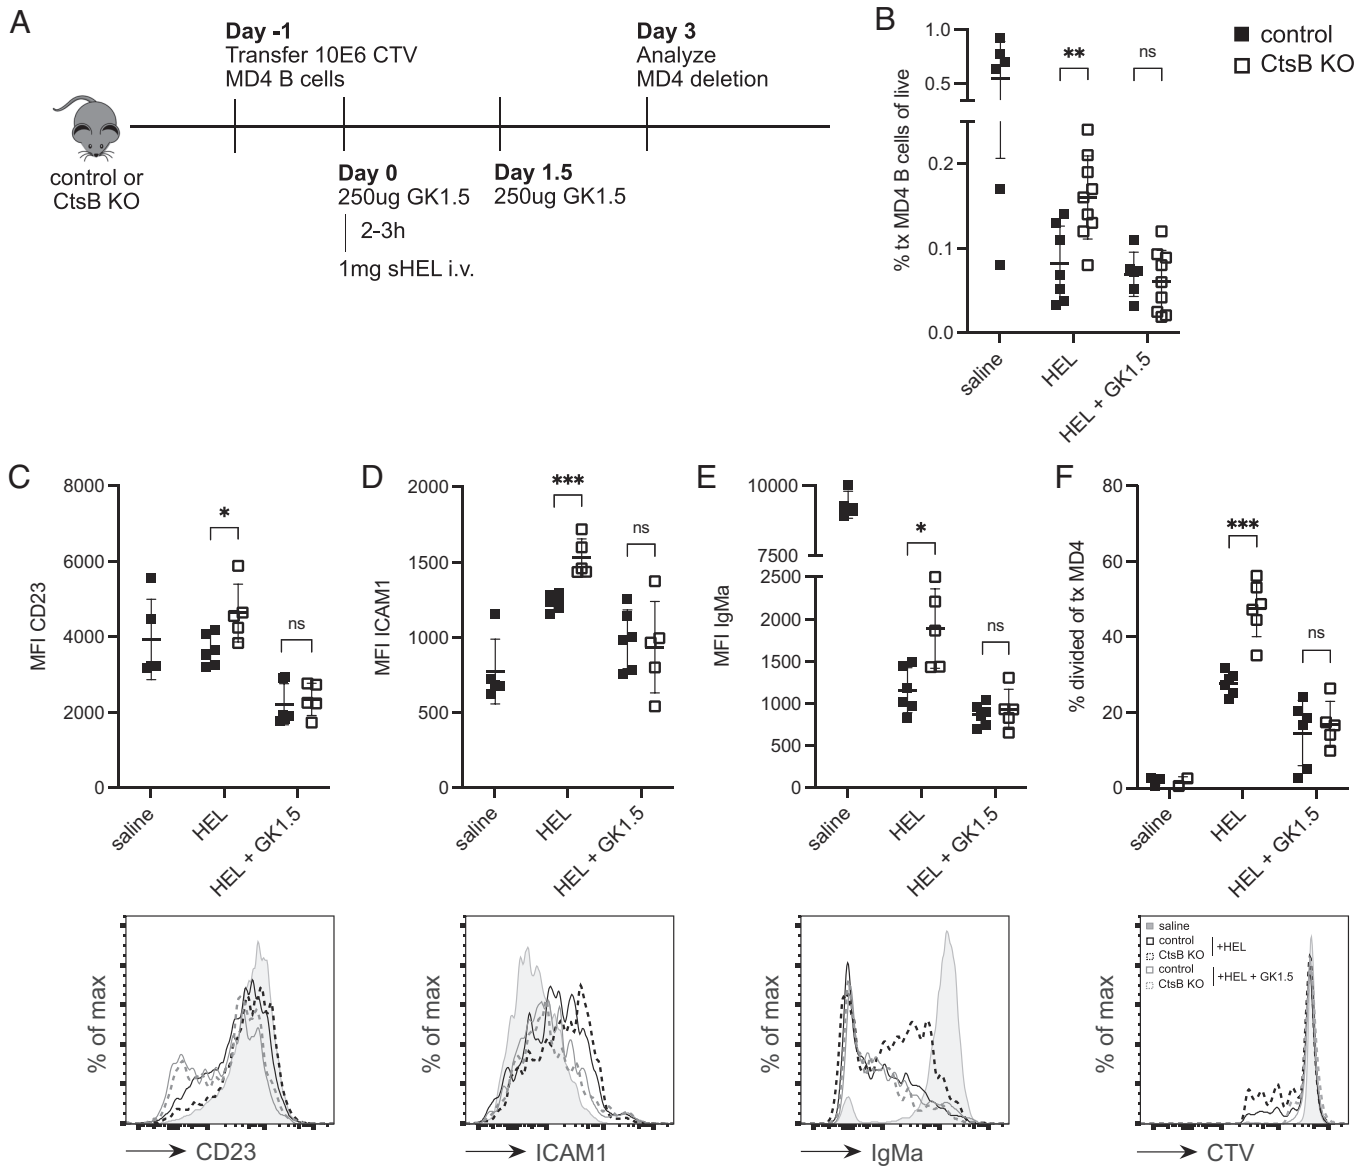 A
Day -1
Transfer 10E6 CTV
MD4 B cells
Day 3
Analyze
MD4 deletion
control or
CtsB KO
Day 0
250ug GK1.5
2-3h
1mg sHEL i.v.
Day 1.5
250ug GK1.5
B
control
CtsB KO
% tx MD4 B cells of live
1.0
0.5
0.2
0.1
0.0
**
ns
saline
HEL
HEL + GK1.5
C
MFI CD23
8000
6000
4000
2000
0
*
ns
saline
HEL
HEL + GK1.5
D
MFI ICAM1
2000
1500
1000
500
0
***
ns
saline
HEL
HEL + GK1.5
E
MFI IgMa
10000
7500
2500
2000
1500
1000
500
0
*
ns
saline
HEL
HEL + GK1.5
F
% divided of tx MD4
80
60
40
20
0
***
ns
saline
HEL
HEL + GK1.5
% of max
CD23
% of max
ICAM1
% of max
IgMa
% of max
saline
control
CtsB KO
+HEL
control
CtsB KO
+HEL + GK1.5
CTV